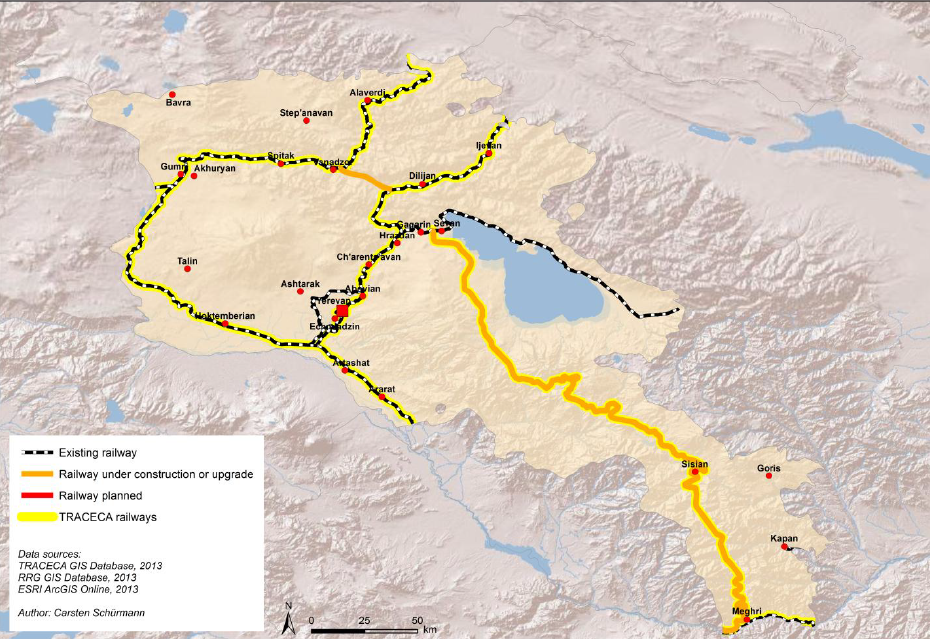 Alaverdi
Bavra
Step'anavan
Ijevan
Spitak
Vanadzor
Gumri
Akhuryan
Dilijan
Gagarin
Sevan
Hrazdan
Ch'arentsavan
Talin
Ashtarak
Abovian
Yerevan
Hoktemberian
Artashat
Ararat
Existing railway
Railway under construction or upgrade
Railway planned
TRACECA railways
Sisian
Goris
Kapan
Data sources:
TRACECA GIS Database, 2013
RRG GIS Database, 2013
ESRI ArcGIS Online, 2013
Author: Carsten Schürmann
Meghri
N
0 25 50
km